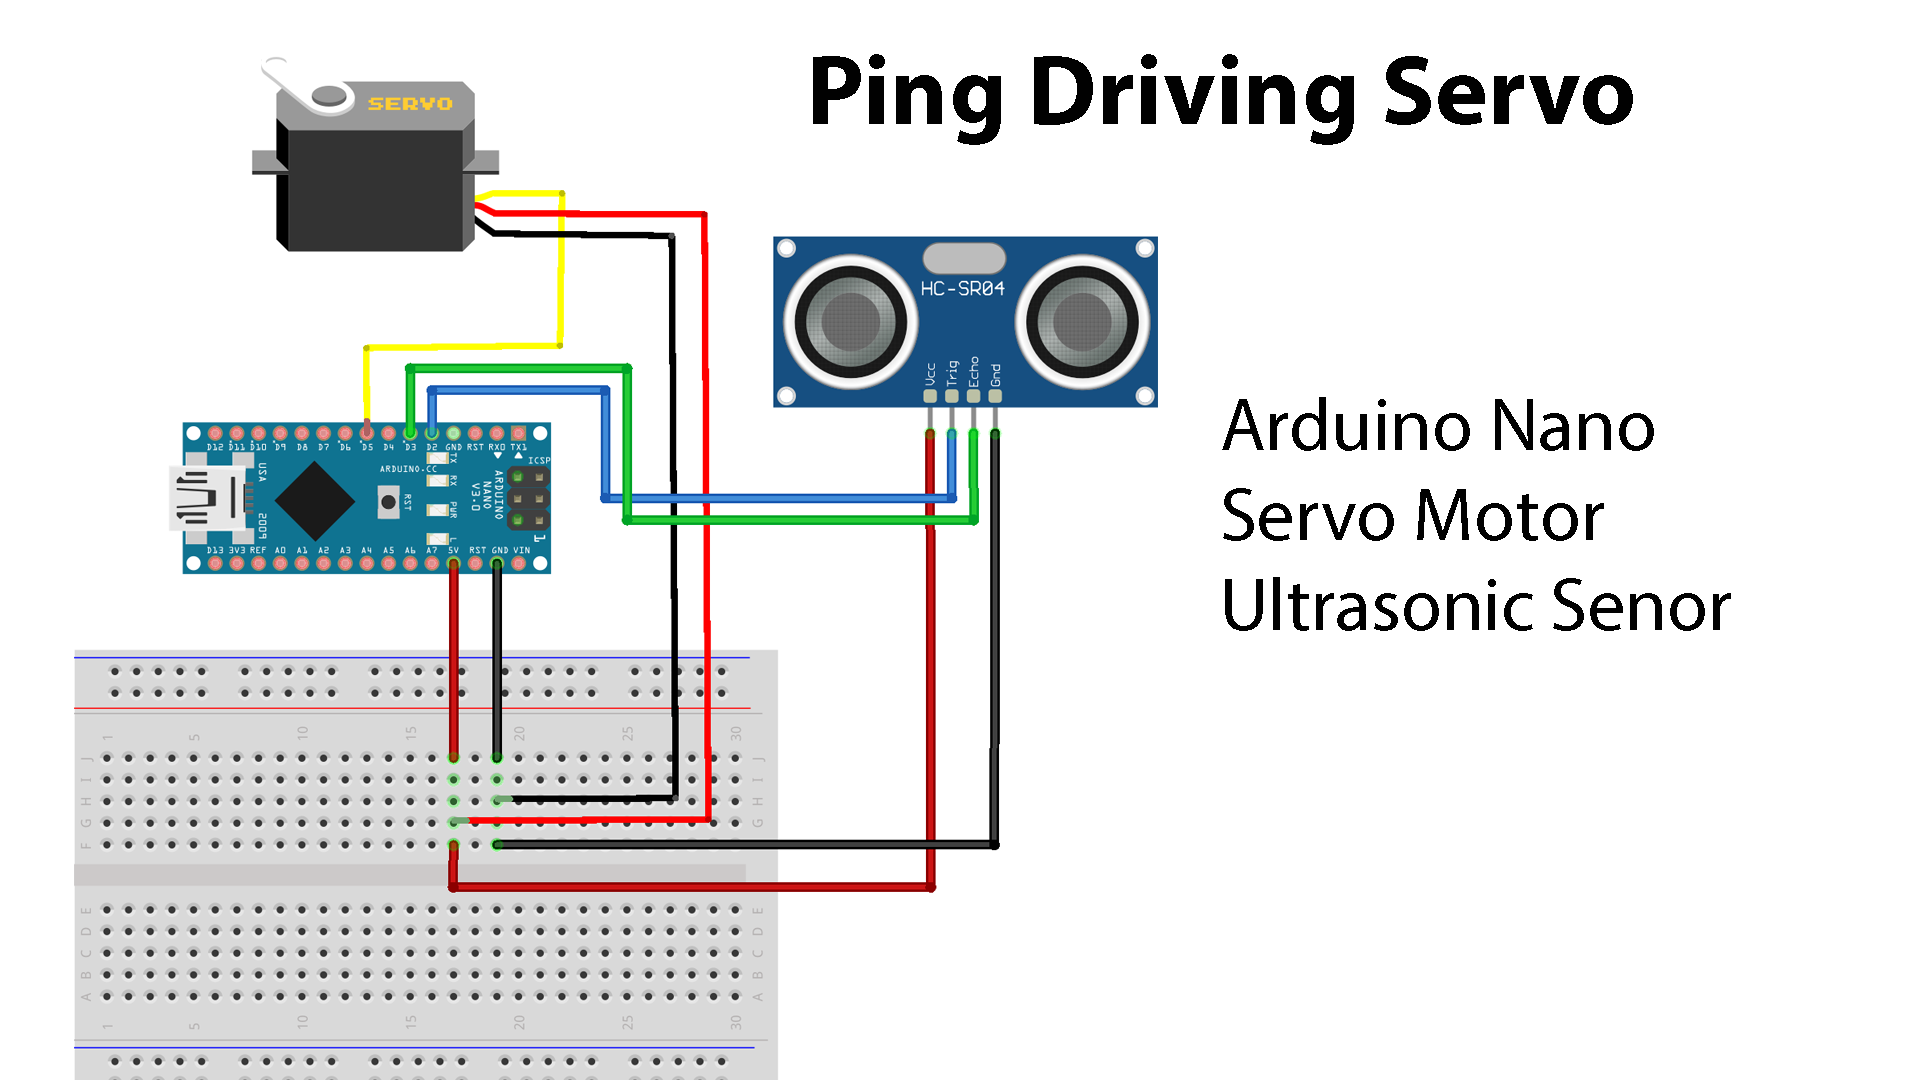 Ping Driving Servo
SERVO
HC-SR04
Vcc Trig Echo Gnd
Arduino Nano
Servo Motor
Ultrasonic Senor
D12 D11 D10 D9 D8 D7 D6 D5 D4 D3 D2 GND RST RX0 TX1
USA
ARDUINO.CC
RST
TX
RX
PWR
L
ARDUINO
NANO
V3.0
ICSP
1
D13 3V3 REF A0 A1 A2 A3 A4 A5 A6 A7 5V RST GND VIN
1 5 10 15 20 25 30
J J
I I
H H
G G
F F
E E
D D
C C
B B
A A
1 5 10 15 20 25 30